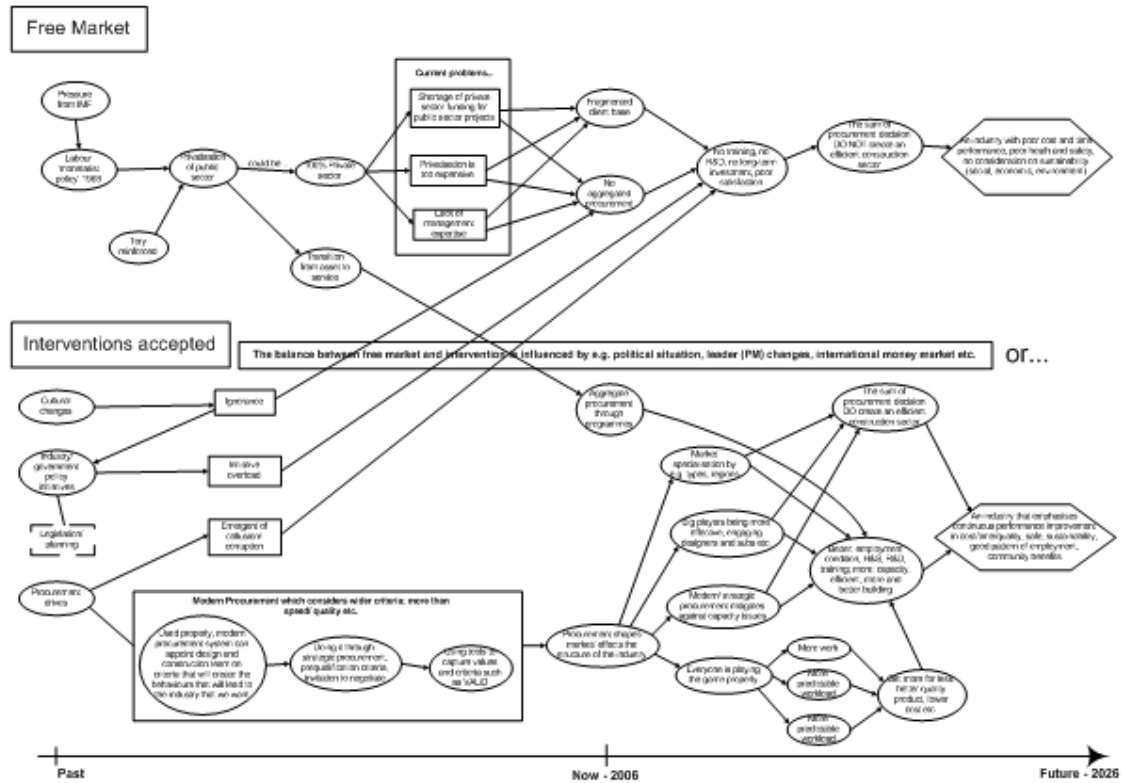 Free Market
Pressure
from IMF
Labour
monetaristic
policy 1968
Privatisation
of public
sector
could be ..
100% Private
sector
Tory
reinforced
Transition
from asset to
service
Current problems...
Shortage of private
sector funding for
public sector projects
Privatisation is
too expensive
Lack of
management
expertise
Fragmented
client base
No
aggregated
procurement
No training, no
R&D, no long-term
investment, poor
satisfaction
The sum of
procurement decision
DO NOT create an
efficient, construction
sector
An industry with poor cost and time
performance, poor health and safety,
no consideration on sustainability
(social, economic, environment)
Interventions accepted
The balance between free market and intervention is influenced by e.g. political situation, leader (PM) changes, international money market etc.
or...
Cultural
changes
Ignorance
Industry/
government
policy
initiatives
Initiative
overload
Legislation/
planning
Emergent of
collusion/
corruption
Procurement
drives
Modern Procurement which considers wider criteria: more than
speed/ quality etc.
Used properly, modern
procurement system can
appoint design and
construction team on
criteria that will create the
behaviours that will lead to
the industry that we want
Doing it through
strategic procurement,
prequalification criteria,
invitation to negotiate
Using tools to
capture values
and criteria such
as VALiD
Aggregate
procurement
through
programmes
Market
specialisation by
e.g. types, regions
Big players being more
effective, engaging
designers and subs etc
Modern/ strategic
procurement mitigates
against capacity issues
Procurement shapes
market/ effects the
structure of the industry
Everyone is playing
the game properly
More work
More
predictable
workload
More
predictable
workload
The sum of
procurement decision
DO create an efficient
construction sector
Better employment
condition, H&S, R&D,
training; more capacity,
efficient, more and
better building
Get more for less:
better quality
product, lower
cost etc
An industry that emphasises
continuous performance improvement
in cost/time/quality, safe, sustainability,
good pattern of employment,
community benefits
Past
Now - 2006
Future - 2026